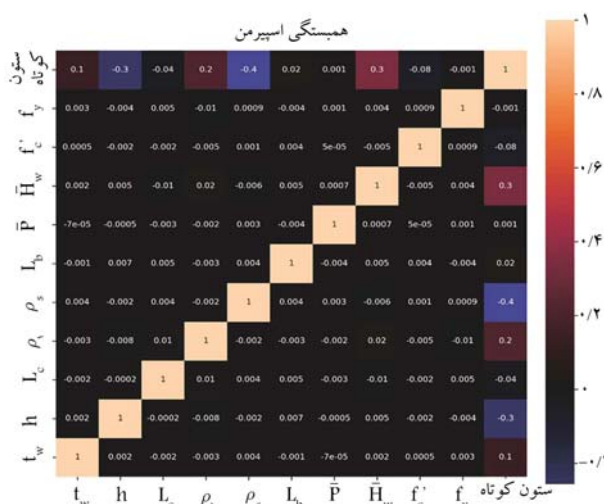 همبستگی اسپیرمن
ستون کوتاه 0.1 -0.3 -0.04 0.2 -0.4 0.02 0.001 0.3 -0.08 -0.001 1
f_y 0.003 -0.004 0.005 -0.01 0.0009 -0.004 0.001 0.004 0.0009 1 -0.001
f_c' 0.0005 -0.002 -0.002 -0.005 0.001 0.004 5e-05 -0.005 1 0.0009 -0.08
H̄_w 0.002 0.005 -0.01 0.02 -0.006 0.005 0.0007 1 -0.005 0.004 0.3
P̄ -7e-05 -0.0005 -0.003 -0.002 0.003 -0.004 1 0.0007 5e-05 0.001 0.001
L_b -0.001 0.007 0.005 -0.003 0.004 1 -0.004 0.005 0.004 -0.004 0.02
ρ_s 0.004 -0.002 0.004 -0.002 1 0.004 0.003 -0.006 0.001 0.0009 -0.4
ρ_t -0.003 -0.008 0.01 1 -0.002 -0.003 -0.002 0.02 -0.005 -0.01 0.2
L_c -0.002 -0.0002 1 0.01 0.004 0.005 -0.003 -0.01 -0.002 0.005 -0.04
h 0.002 1 -0.0002 -0.008 -0.002 0.007 -0.0005 0.005 -0.002 -0.004 -0.3
t_w 1 0.002 -0.002 -0.003 0.004 -0.001 -7e-05 0.002 0.0005 0.003 0.1
t_w h L ρ ρ L P̄ H̄ f' f ستون کوتاه
۱
۰/۸
۰/۶
۰/۴
۰/۲
۰